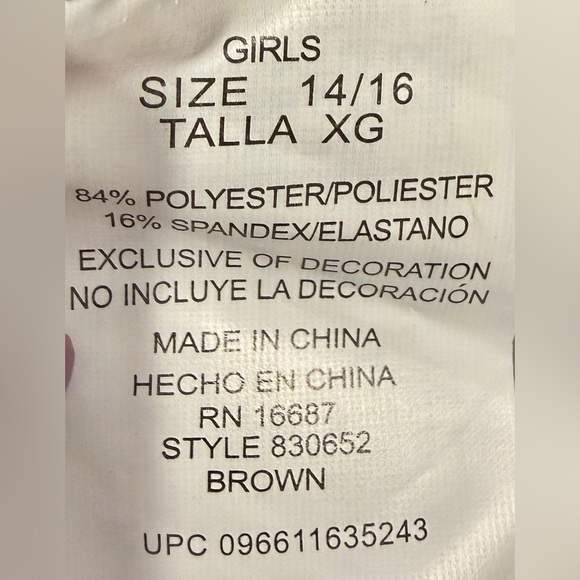 GIRLS
SIZE 14/16
TALLA XG
84% POLYESTER/POLIESTER
16% SPANDEX/ELASTANO
EXCLUSIVE OF DECORATION
NO INCLUYE LA DECORACIÓN
MADE IN CHINA
HECHO EN CHINA
RN 16687
STYLE 830652
BROWN
UPC 096611635243